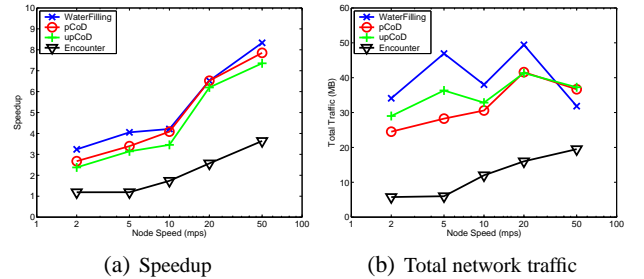 WaterFilling
pCoD
upCoD
Encounter
10
9
8
7
6
5
4
3
2
1
0
Speedup
1 2 5 10 20 50 100
Node Speed (mps)
(a) Speedup
WaterFilling
pCoD
upCoD
Encounter
60
50
40
30
20
10
0
Total Traffic (MB)
1 2 5 10 20 50 100
Node Speed (mps)
(b) Total network traffic